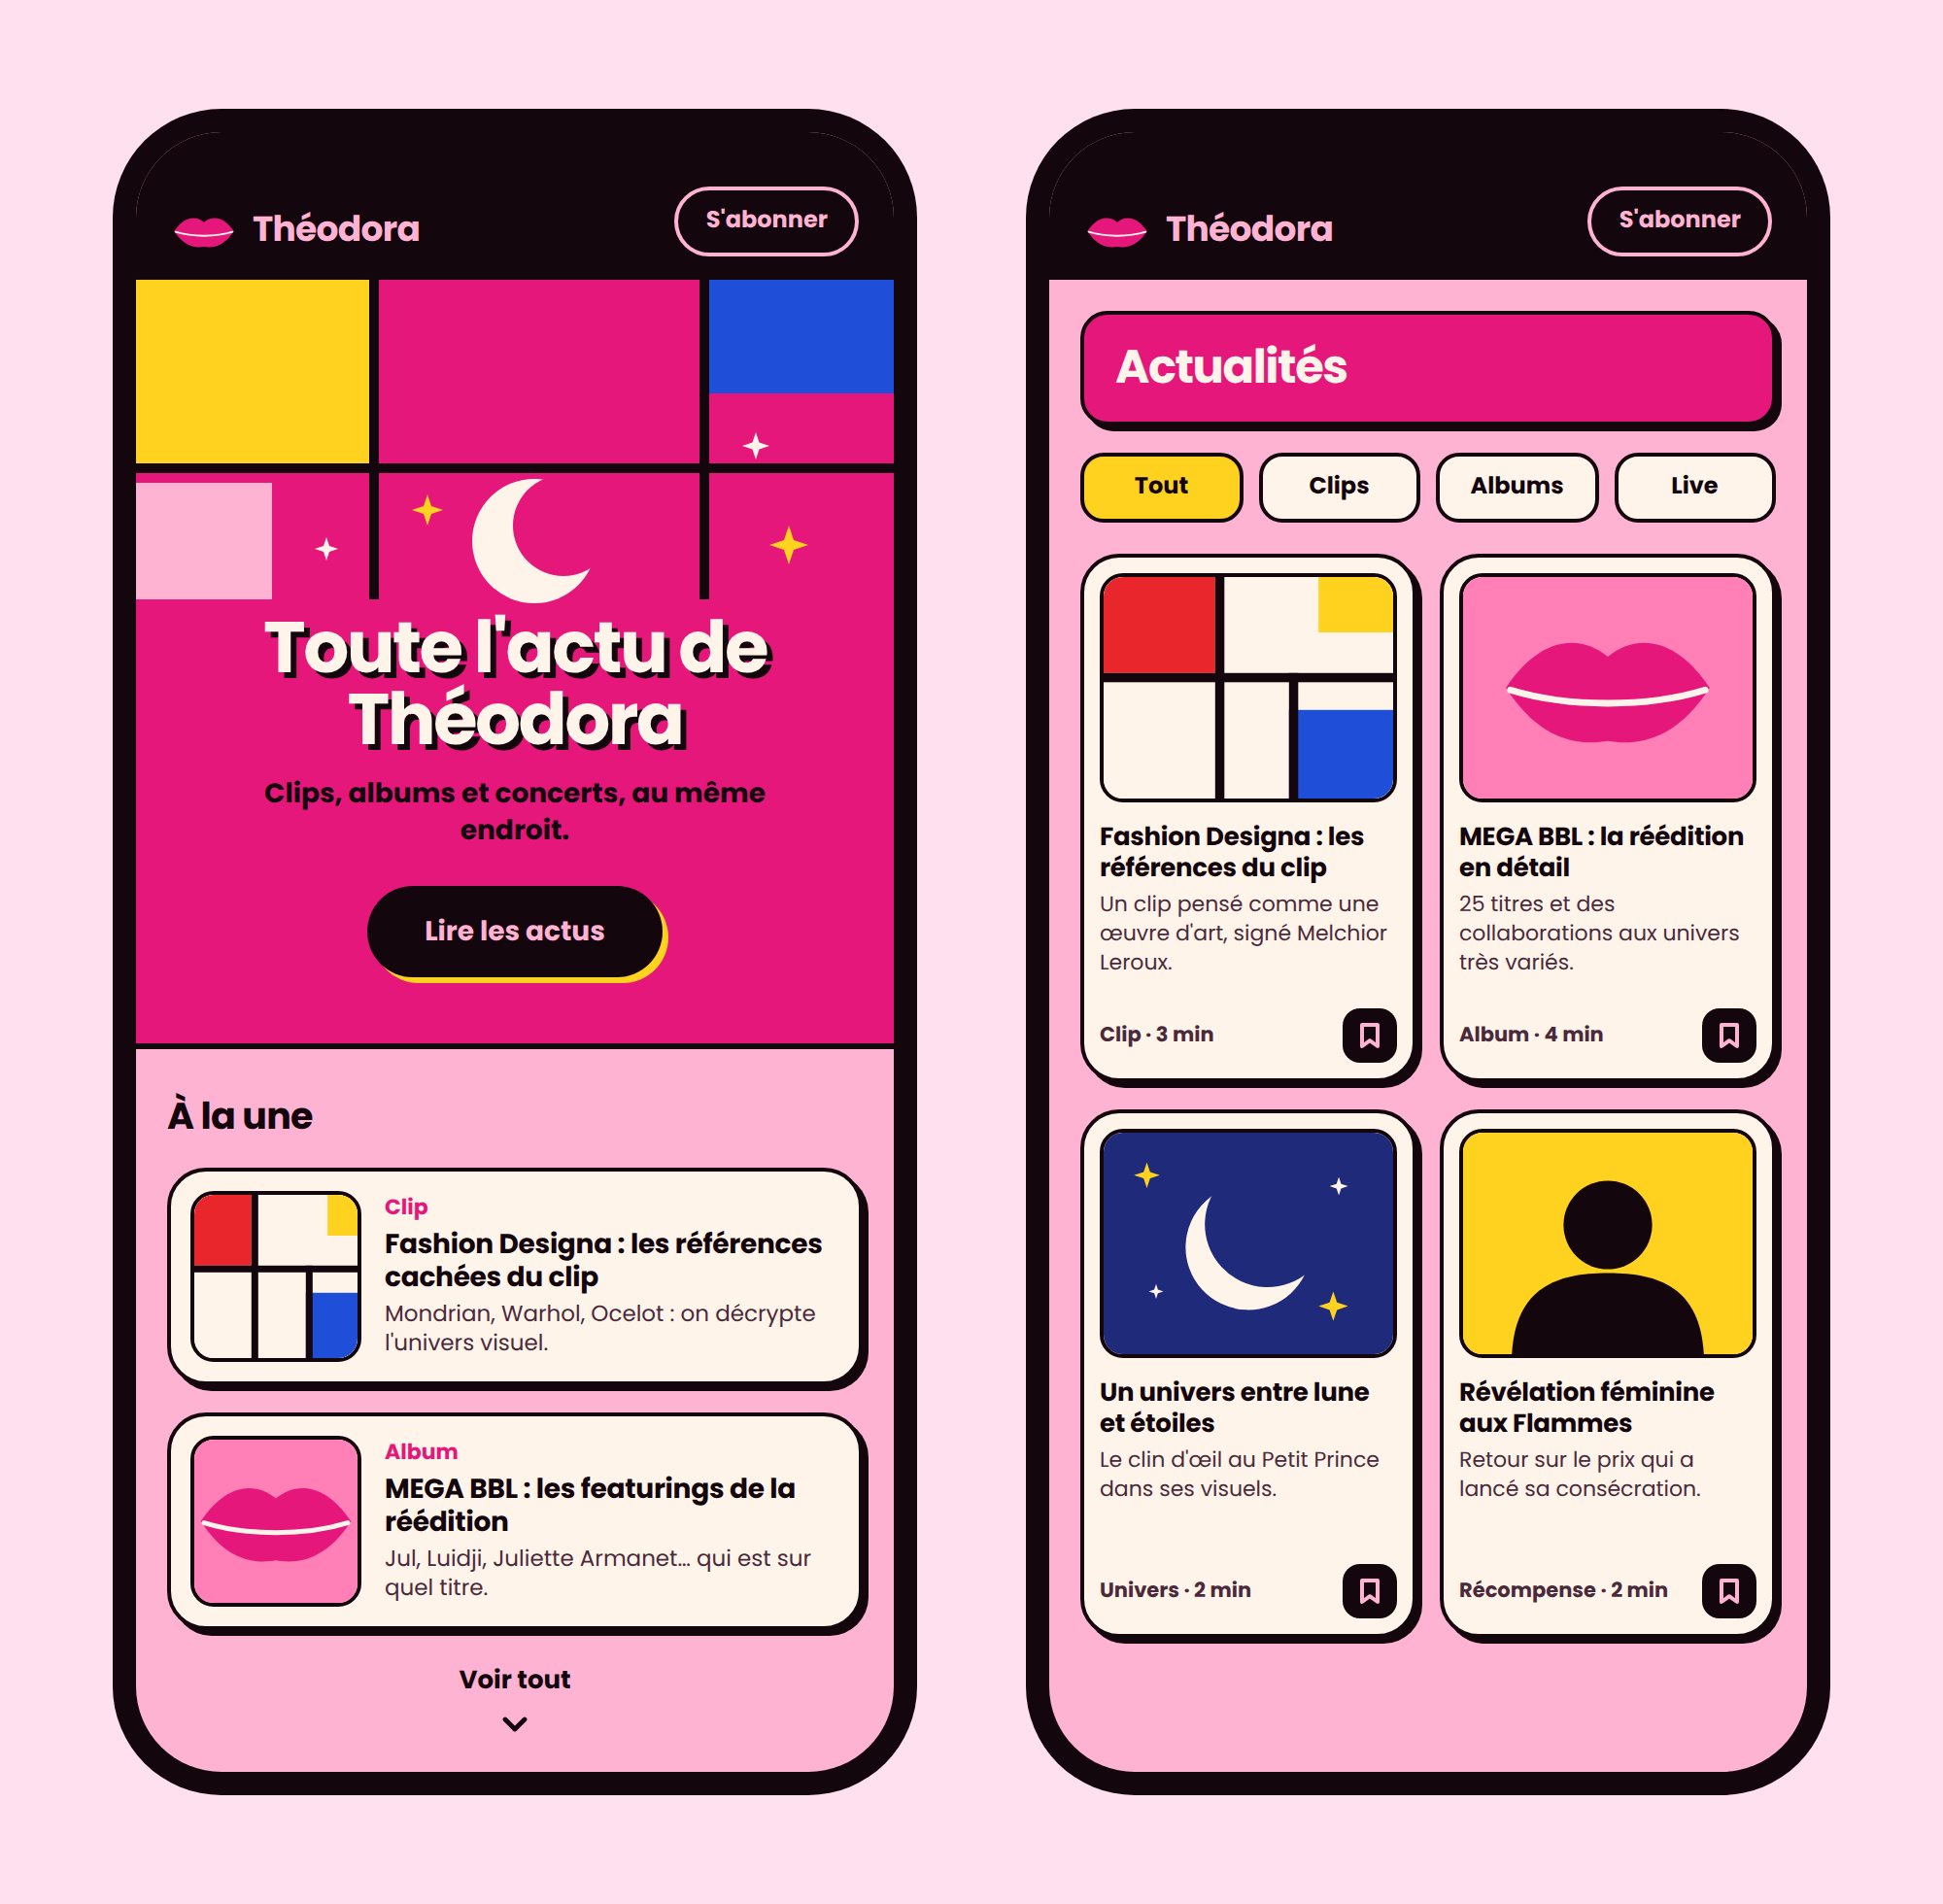 Théodora
S'abonner
Toute l'actu de
Théodora
Clips, albums et concerts, au même
endroit.
Lire les actus
À la une
Clip
Fashion Designa : les références
cachées du clip
Mondrian, Warhol, Ocelot : on décrypte
l'univers visuel.
Album
MEGA BBL : les featurings de la
réédition
Jul, Luidji, Juliette Armanet... qui est sur
quel titre.
Voir tout
Théodora
S'abonner
Actualités
Tout
Clips
Albums
Live
Fashion Designa : les
références du clip
Un clip pensé comme une
œuvre d'art, signé Melchior
Leroux.
Clip · 3 min
MEGA BBL : la réédition
en détail
25 titres et des
collaborations aux univers
très variés.
Album · 4 min
Un univers entre lune
et étoiles
Le clin d'œil au Petit Prince
dans ses visuels.
Univers · 2 min
Révélation féminine
aux Flammes
Retour sur le prix qui a
lancé sa consécration.
Récompense · 2 min